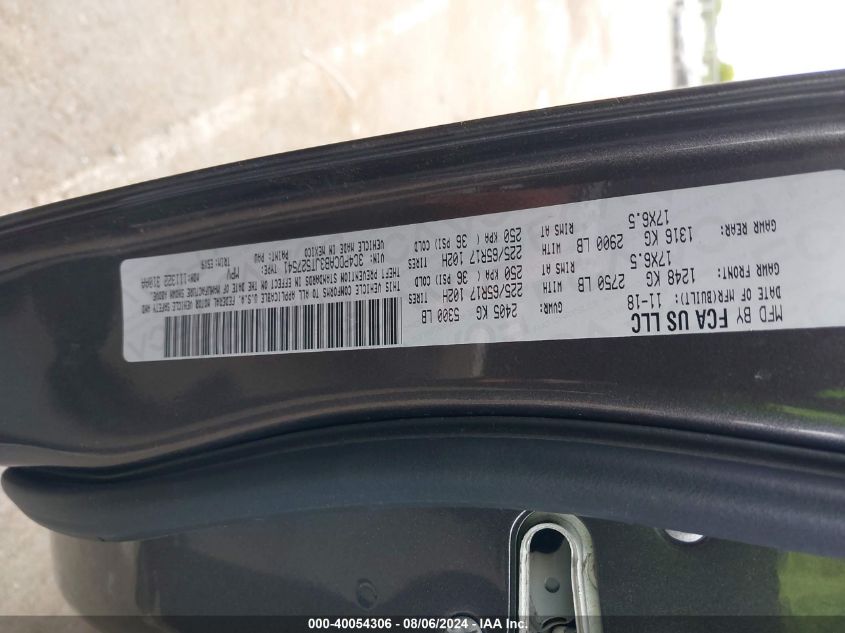 MFD BY FCA US LLC
DATE OF MFR(BUILT): 11-18
GVWR: 2405 KG 5300 LB
GAWR FRONT: 1248 KG 2750 LB
WITH 225/65R17 102H TIRES
17X6.5 RIMS AT 250 KPA ( 36 PSI) COLD
GAWR REAR: 1316 KG 2900 LB
WITH 225/65R17 102H TIRES
17X6.5 RIMS AT 250 KPA ( 36 PSI) COLD
THIS VEHICLE CONFORMS TO ALL APPLICABLE U.S.A. FEDERAL MOTOR VEHICLE SAFETY AND
THEFT PREVENTION STANDARDS IN EFFECT ON THE DATE OF MANUFACTURE SHOWN ABOVE.
VIN: 3C4PDCAB3JT527541 TYPE: MPV MDH: 111322 310AA
VEHICLE MADE IN MEXICO PAINT: PAU TRIM:
000-40054306 - 08/06/2024 - IAA Inc.